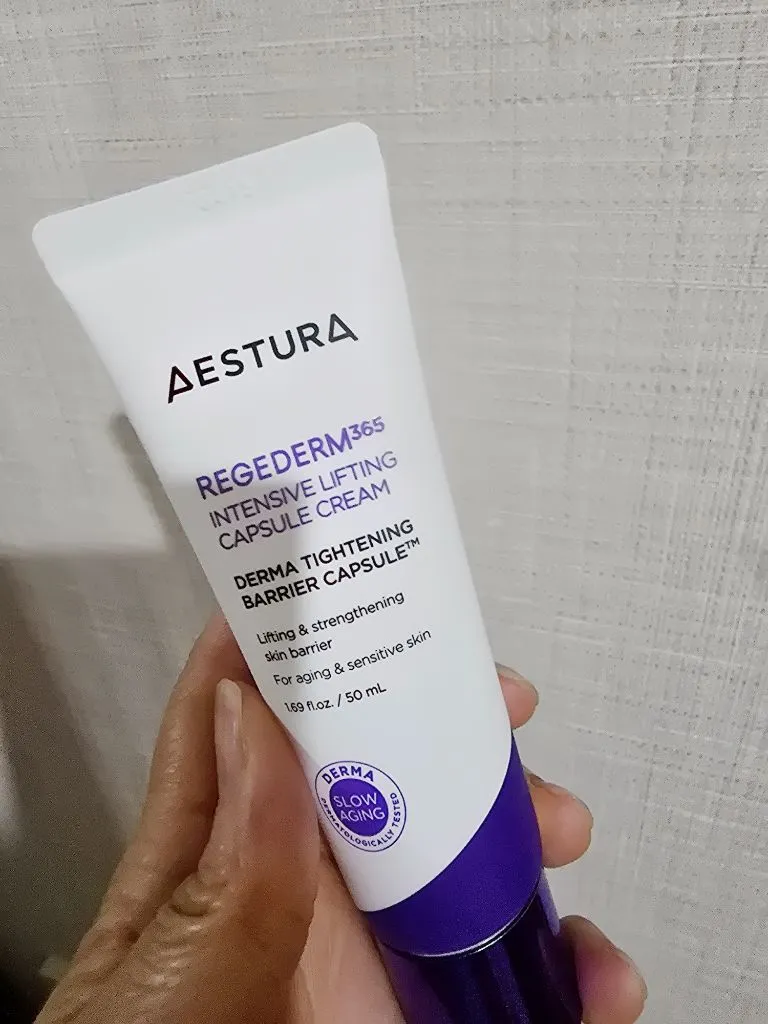 AESTURA
REGEDERM³⁶⁵
INTENSIVE LIFTING
CAPSULE CREAM
DERMA TIGHTENING
BARRIER CAPSULE™
Lifting & strengthening
skin barrier
For aging & sensitive skin
1.69 fl.oz. / 50 mL
DERMA
SLOW
AGING
DERMATOLOGICALLY TESTED